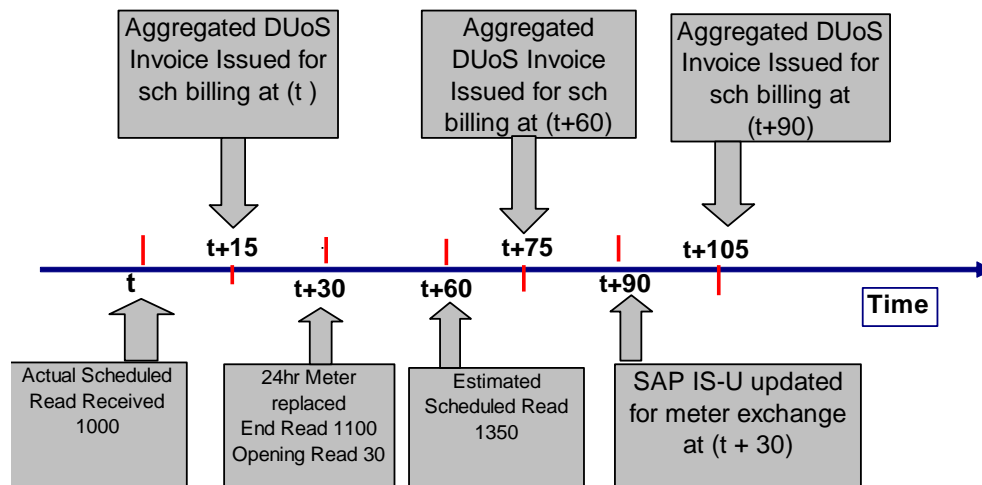 Aggregated DUoS
Invoice Issued for
sch billing at (t )
Aggregated
DUoS Invoice
Issued for sch
billing at (t+60)
Aggregated DUoS
Invoice Issued for
sch billing at
(t+90)
t+15
t+75
t+105
t
t+30
t+60
t+90
Time
Actual Scheduled
Read Received
1000
24hr Meter
replaced
End Read 1100
Opening Read 30
Estimated
Scheduled Read
1350
SAP IS-U updated
for meter exchange
at (t + 30)